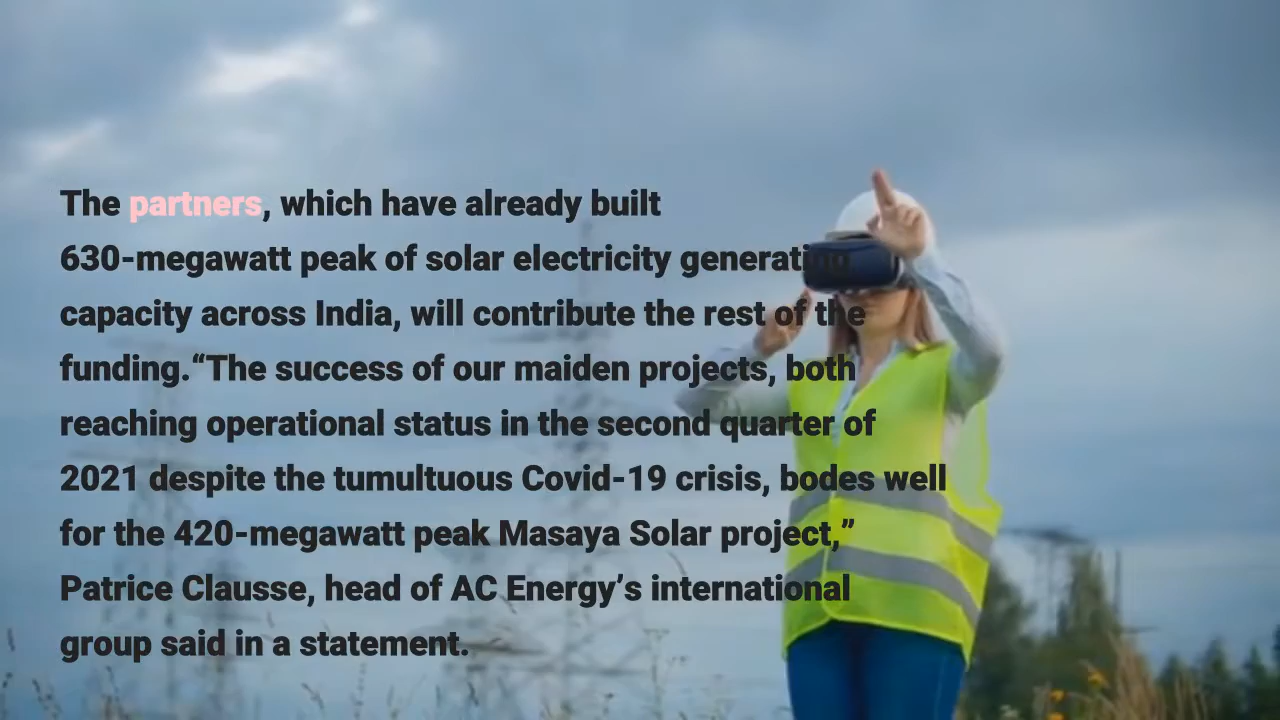 The partners, which have already built
630-megawatt peak of solar electricity generating
capacity across India, will contribute the rest of the
funding.“The success of our maiden projects, both
reaching operational status in the second quarter of
2021 despite the tumultuous Covid-19 crisis, bodes well
for the 420-megawatt peak Masaya Solar project,”
Patrice Clausse, head of AC Energy’s international
group said in a statement.